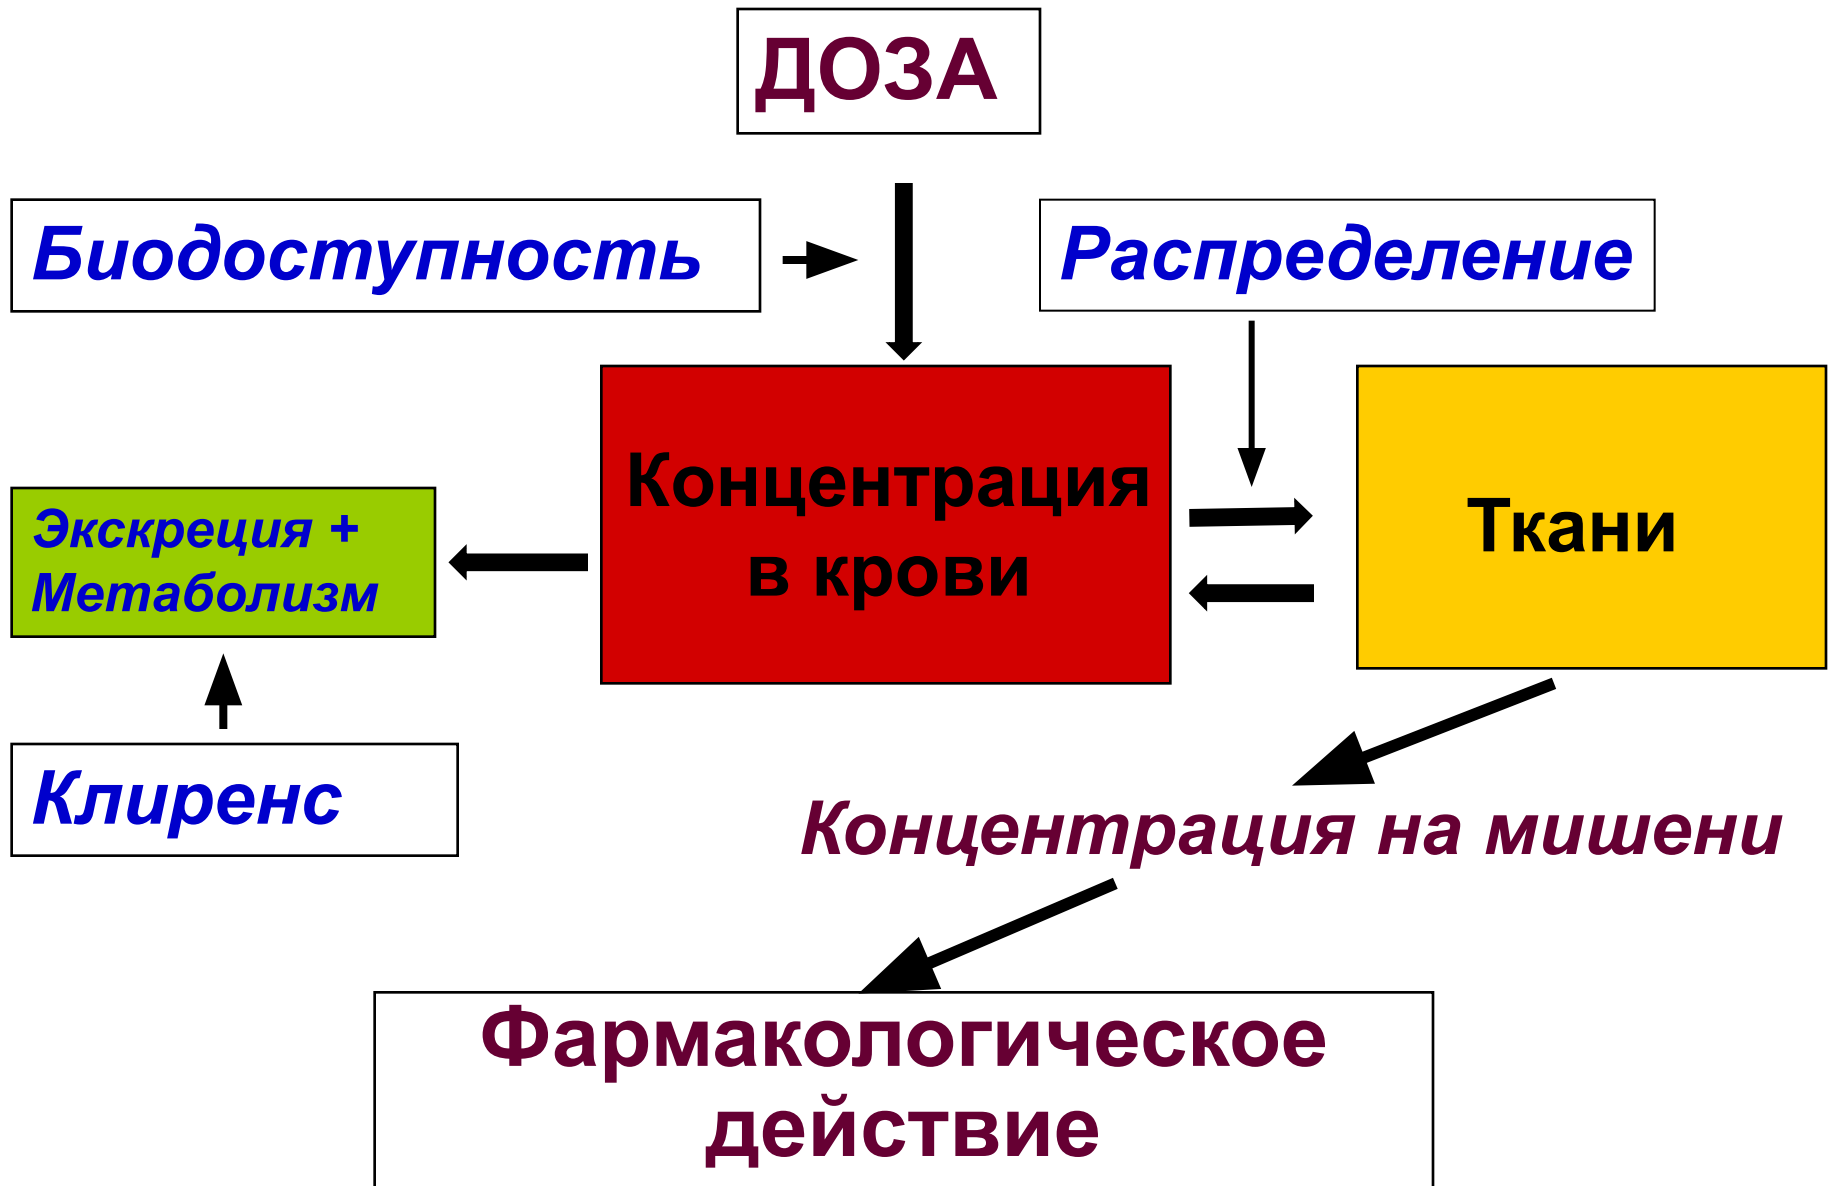 ДОЗА
Биодоступность
Распределение
Концентрация
в крови
Ткани
Экскреция +
Метаболизм
Клиренс
Концентрация на мишени
Фармакологическое
действие